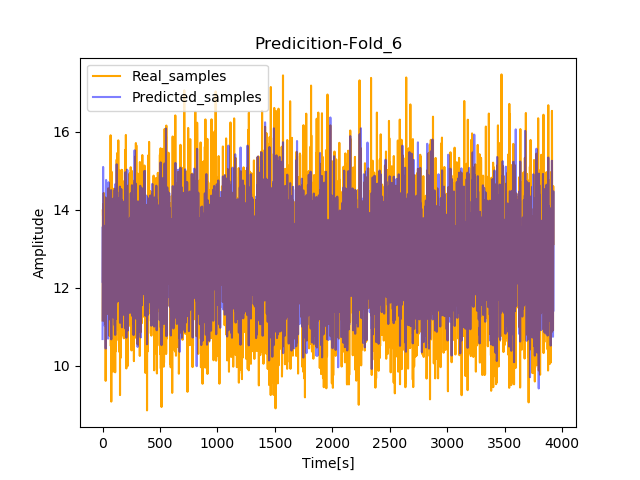 Predicition-Fold_6
Real_samples
Predicted_samples
Amplitude
16
14
12
10
0 500 1000 1500 2000 2500 3000 3500 4000
Time[s]